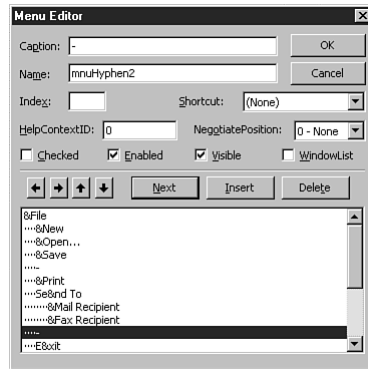 Menu Editor
Caption: -
OK
Name: mnuHyphen2
Cancel
Index:
Shortcut: (None)
HelpContextID: 0
NegotiatePosition: 0 - None
Checked
Enabled
Visible
WindowList
Next
Insert
Delete
&File
····&New
····&Open...
····&Save
····-
····&Print
····Se&nd To
········&Mail Recipient
········&Fax Recipient
····-
····E&xit